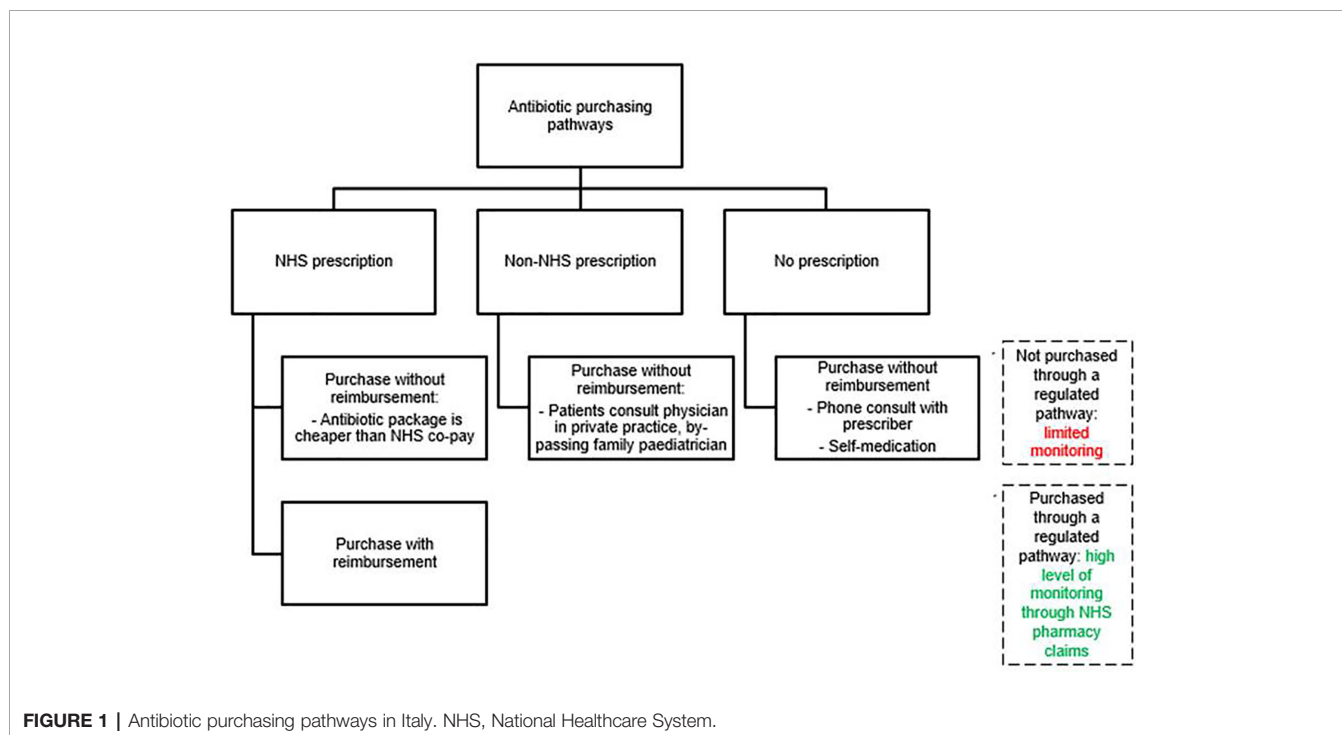 Antibiotic purchasing
pathways
NHS prescription
Non-NHS prescription
No prescription
Purchase without
reimbursement:
- Antibiotic package is
cheaper than NHS co-pay
Purchase without
reimbursement:
- Patients consult physician
in private practice, by-
passing family paediatrician
Purchase without
reimbursement
- Phone consult with
prescriber
- Self-medication
Not purchased
through a
regulated
pathway:
limited
monitoring
Purchase with
reimbursement
Purchased
through a
regulated
pathway: high
level of
monitoring
through NHS
pharmacy
claims
FIGURE 1 | Antibiotic purchasing pathways in Italy. NHS, National Healthcare System.